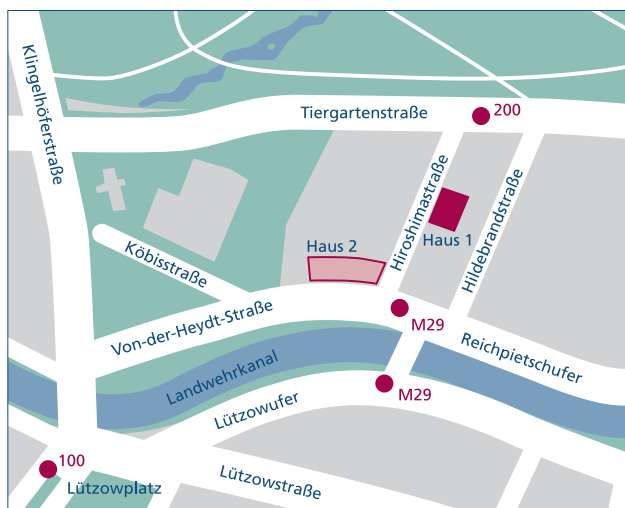 Klingelhöferstraße
Tiergartenstraße
200
Hiroshimastraße
Hildebrandstraße
Haus 1
Haus 2
Köbisstraße
Von-der-Heydt-Straße
M29
Reichpietschufer
Landwehrkanal
Lützowufer
M29
100
Lützowplatz
Lützowstraße